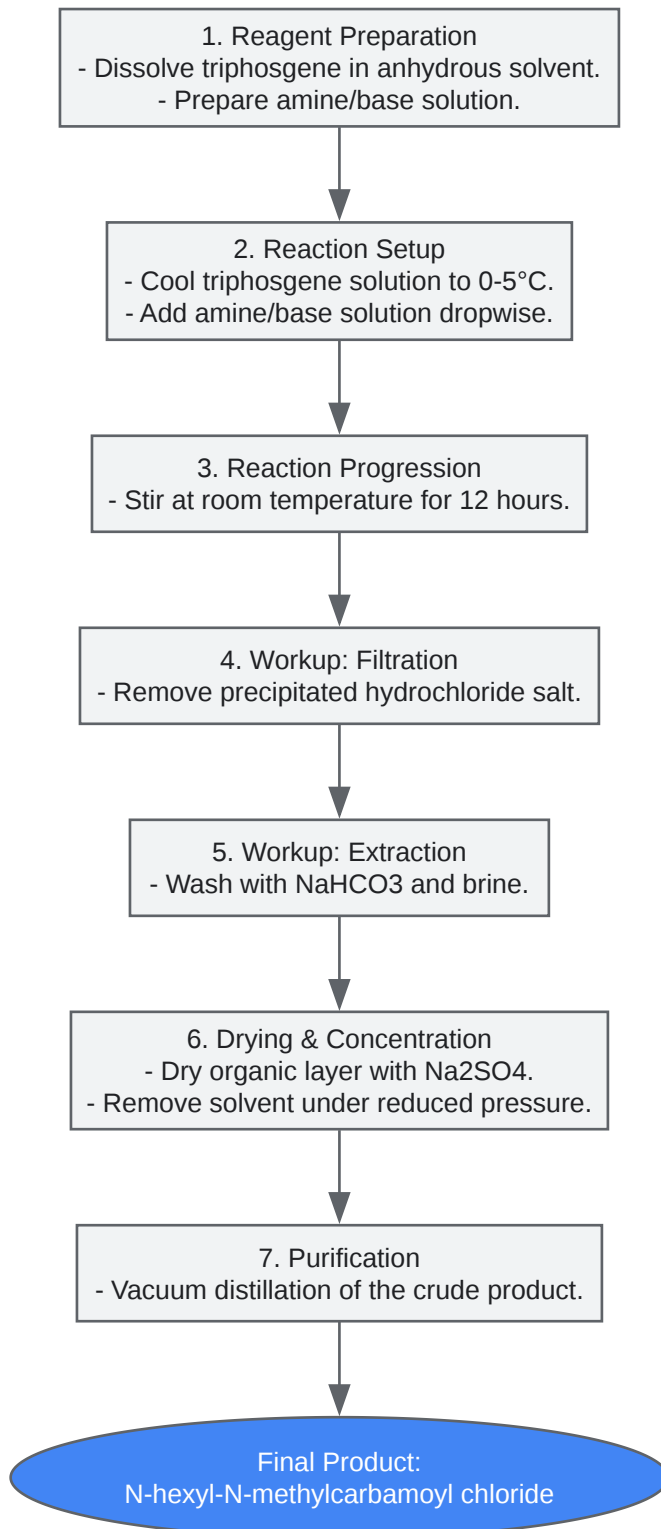 1. Reagent Preparation
- Dissolve triphosgene in anhydrous solvent.
- Prepare amine/base solution.
2. Reaction Setup
- Cool triphosgene solution to 0-5°C.
- Add amine/base solution dropwise.
3. Reaction Progression
- Stir at room temperature for 12 hours.
4. Workup: Filtration
- Remove precipitated hydrochloride salt.
5. Workup: Extraction
- Wash with NaHCO3 and brine.
6. Drying & Concentration
- Dry organic layer with Na2SO4.
- Remove solvent under reduced pressure.
7. Purification
- Vacuum distillation of the crude product.
Final Product:
N-hexyl-N-methylcarbamoyl chloride